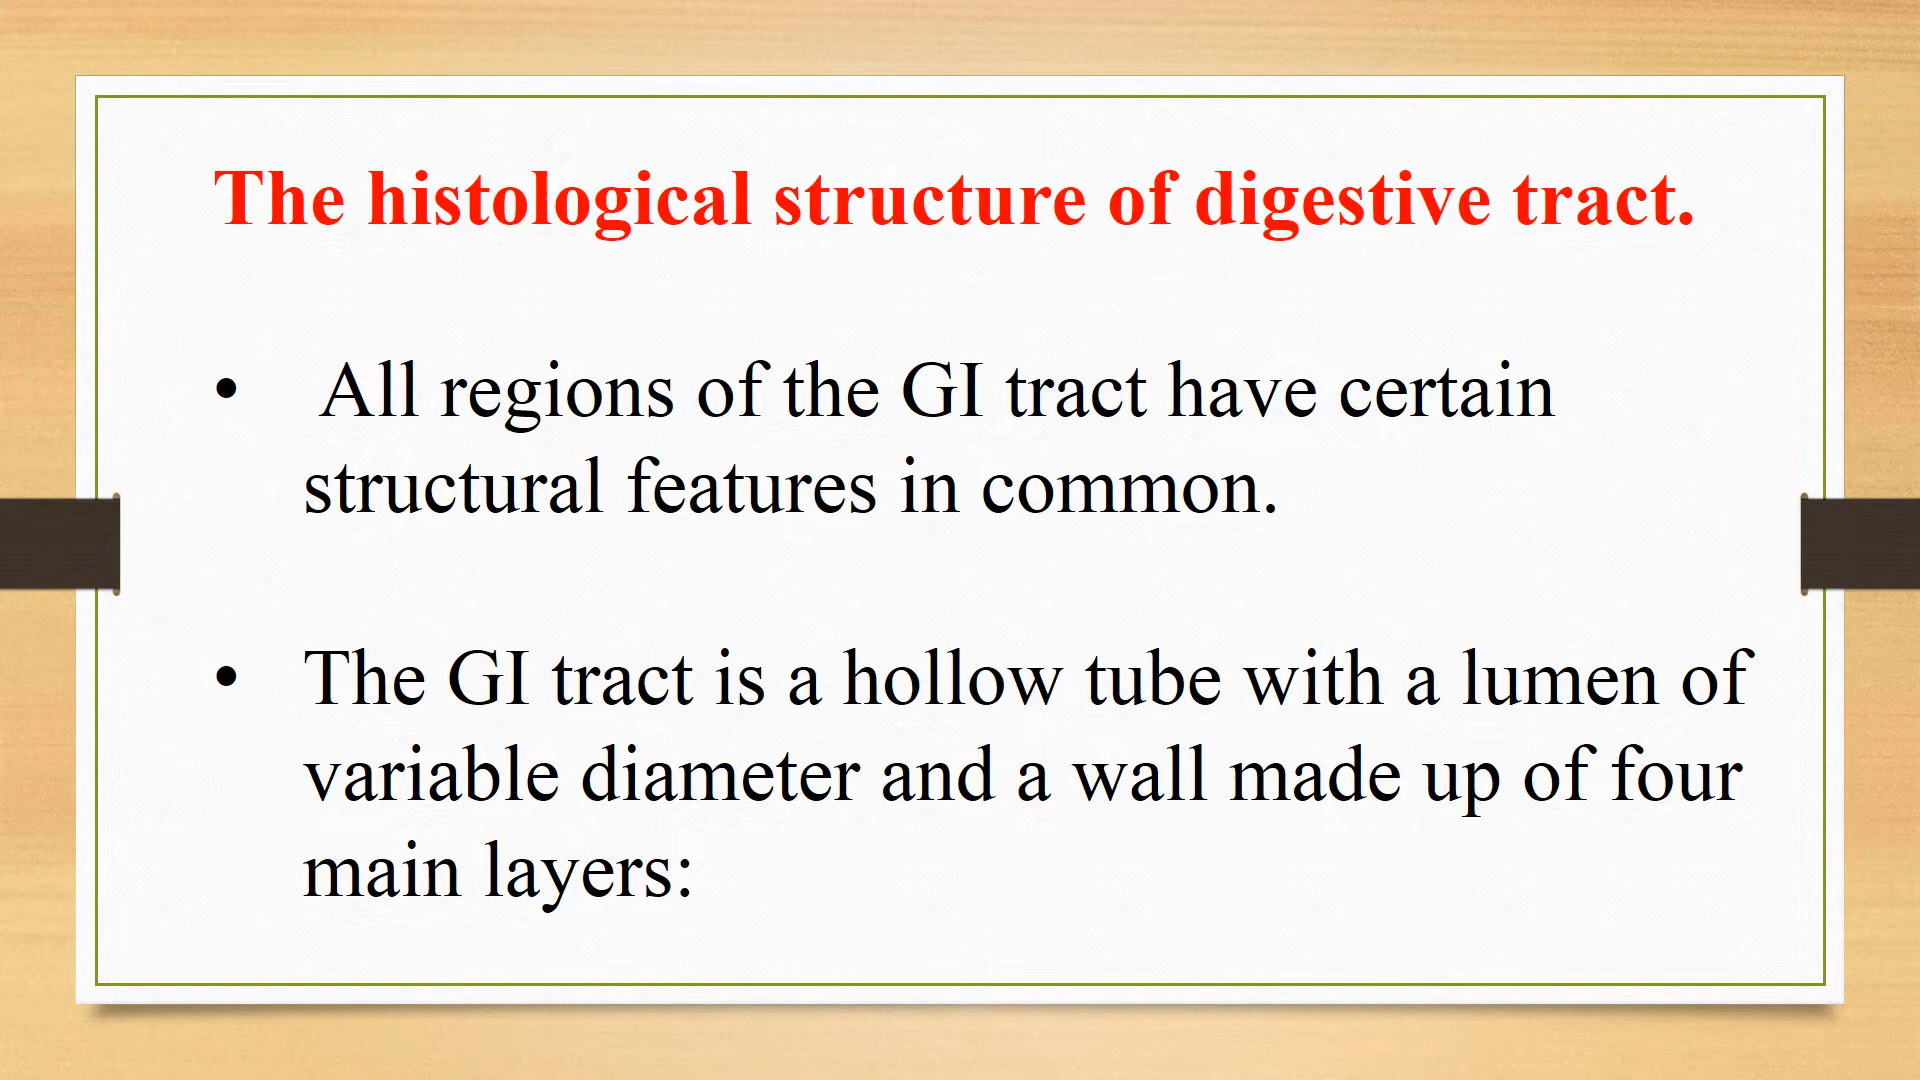 The histological structure of digestive tract.
• All regions of the GI tract have certain
structural features in common.
• The GI tract is a hollow tube with a lumen of
variable diameter and a wall made up of four
main layers: